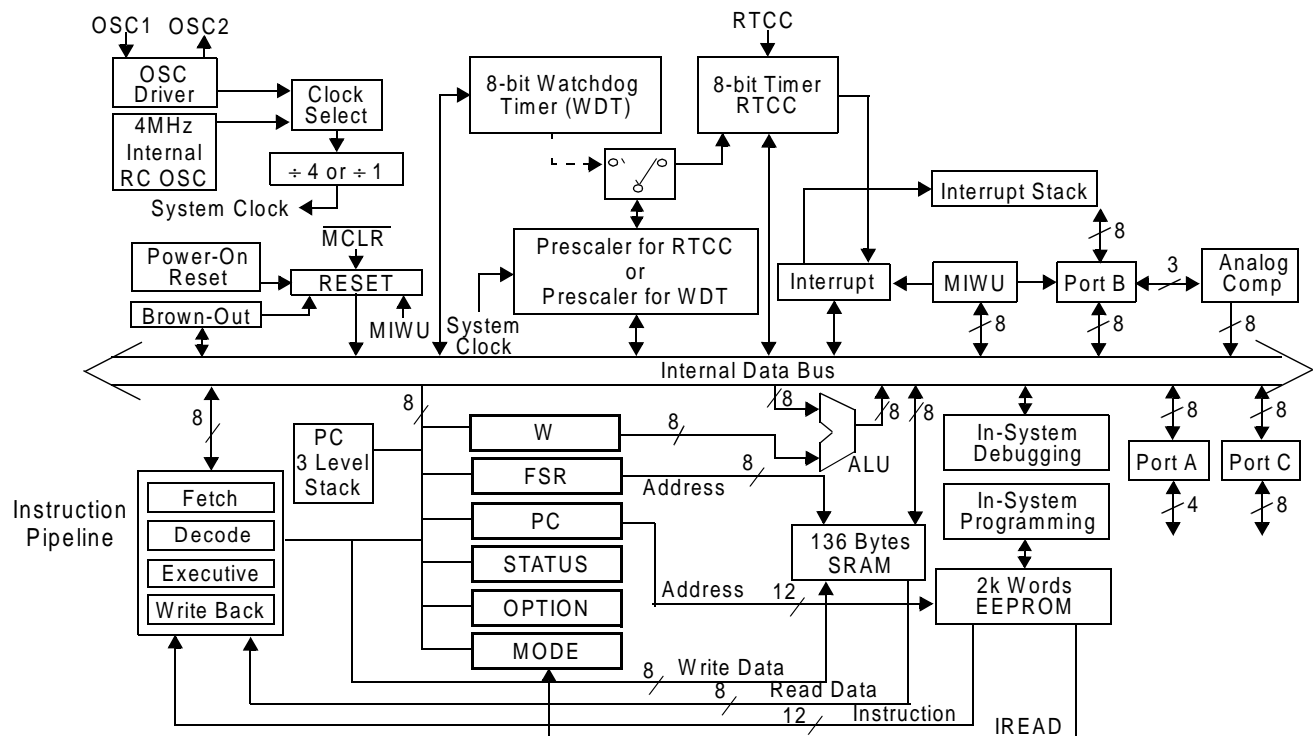 OSC1 OSC2
RTCC
OSC
Driver
4MHz
Internal
RC OSC
Clock
Select
÷ 4 or ÷ 1
System Clock
8-bit Watchdog
Timer (WDT)
8-bit Timer
RTCC
Interrupt Stack
8
MCLR
Power-On
Reset
RESET
Brown-Out
MIWU
System
Clock
Prescaler for RTCC
or
Prescaler for WDT
Interrupt
MIWU
Port B
3
Analog
Comp
8
8
8
Internal Data Bus
8
8
8
8
8
8
8
Instruction
Pipeline
Fetch
Decode
Executive
Write Back
PC
3 Level
Stack
W
8
FSR
Address
8
PC
STATUS
OPTION
MODE
ALU
136 Bytes
SRAM
In-System
Debugging
In-System
Programming
Port A
4
Port C
8
Address
12
2k Words
EEPROM
8
Write Data
8
Read Data
12
Instruction
IREAD